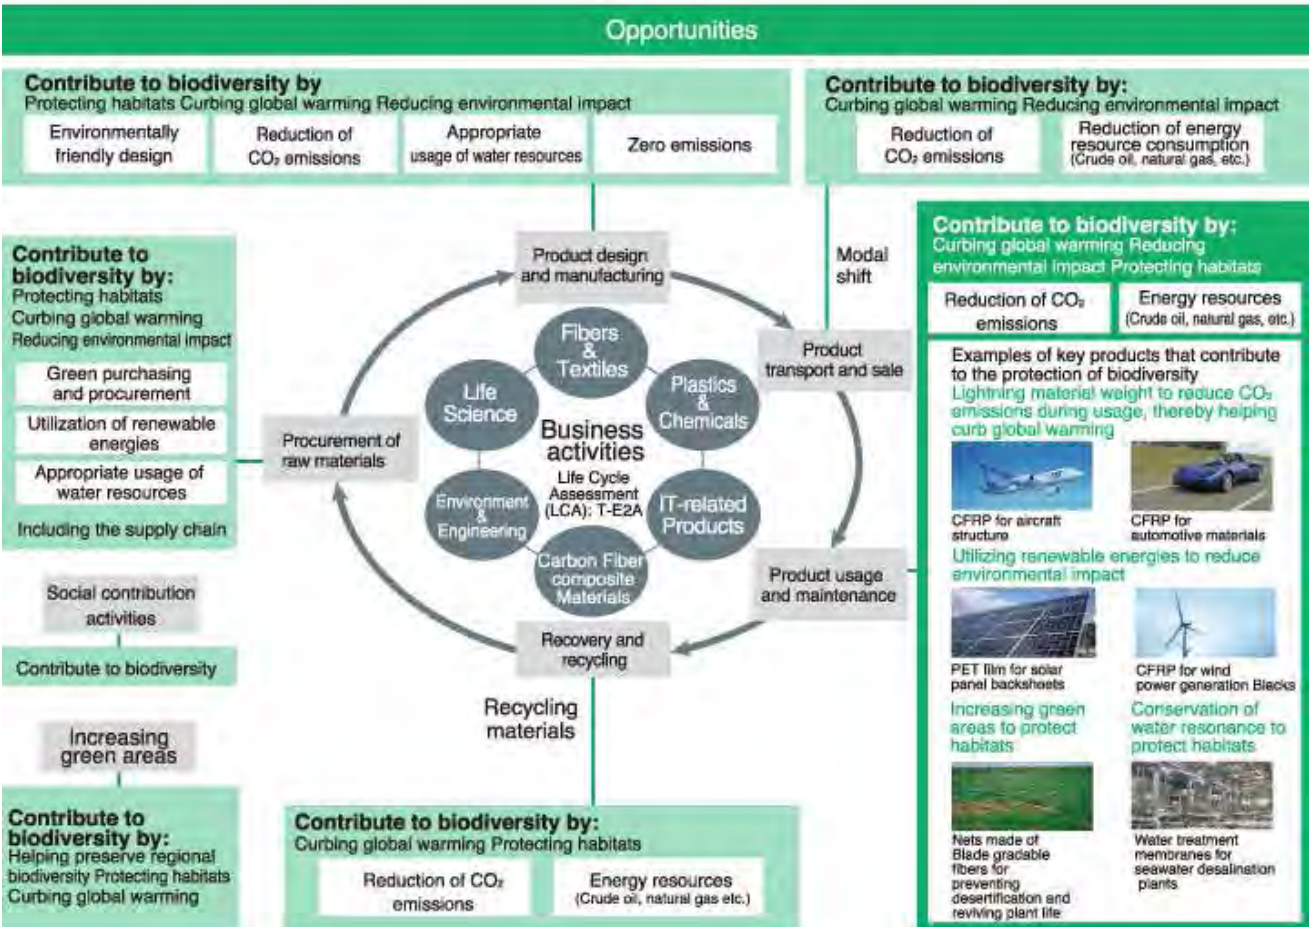 Opportunities
Contribute to biodiversity by
Protecting habitats Curbing global warming Reducing environmental impact
Environmentally
friendly design
Reduction of
CO₂ emissions
Appropriate
usage of water resources
Zero emissions
Contribute to biodiversity by:
Curbing global warming Reducing environmental impact
Reduction of
CO₂ emissions
Reduction of energy
resource consumption
(Crude oil, natural gas, etc.)
Contribute to
biodiversity by:
Protecting habitats
Curbing global warming
Reducing environmental impact
Green purchasing
and procurement
Utilization of renewable
energies
Appropriate usage of
water resources
Including the supply chain
Social contribution
activities
Contribute to biodiversity
Increasing
green areas
Contribute to
biodiversity by:
Helping preserve regional
biodiversity Protecting habitats
Curbing global warming
Product design
and manufacturing
Modal
shift
Product
transport and sale
Procurement of
raw materials
Fibers
&
Textiles
Life
Science
Plastics
&
Chemicals
Business
activities
Life Cycle
Assessment
(LCA): T-E2A
Environment
&
Engineering
IT-related
Products
Carbon Fiber
composite
Materials
Product usage
and maintenance
Recovery and
recycling
Recycling
materials
Contribute to biodiversity by:
Curbing global warming Protecting habitats
Reduction of CO₂
emissions
Energy resources
(Crude oil, natural gas etc.)
Contribute to biodiversity by:
Curbing global warming Reducing
environmental impact Protecting habitats
Reduction of CO₂
emissions
Energy resources
(Crude oil, natural gas, etc.)
Examples of key products that contribute
to the protection of biodiversity
Lightning material weight to reduce CO₂
emissions during usage, thereby helping
curb global warming
CFRP for aircraft
structure
CFRP for
automotive materials
Utilizing renewable energies to reduce
environmental impact
PET film for solar
panel backsheets
CFRP for wind
power generation Blacks
Increasing green
areas to protect
habitats
Conservation of
water resonance to
protect habitats
Nets made of
Blade gradable
fibers for
preventing
desertification and
reviving plant life
Water treatment
membranes for
seawater desalination
plants